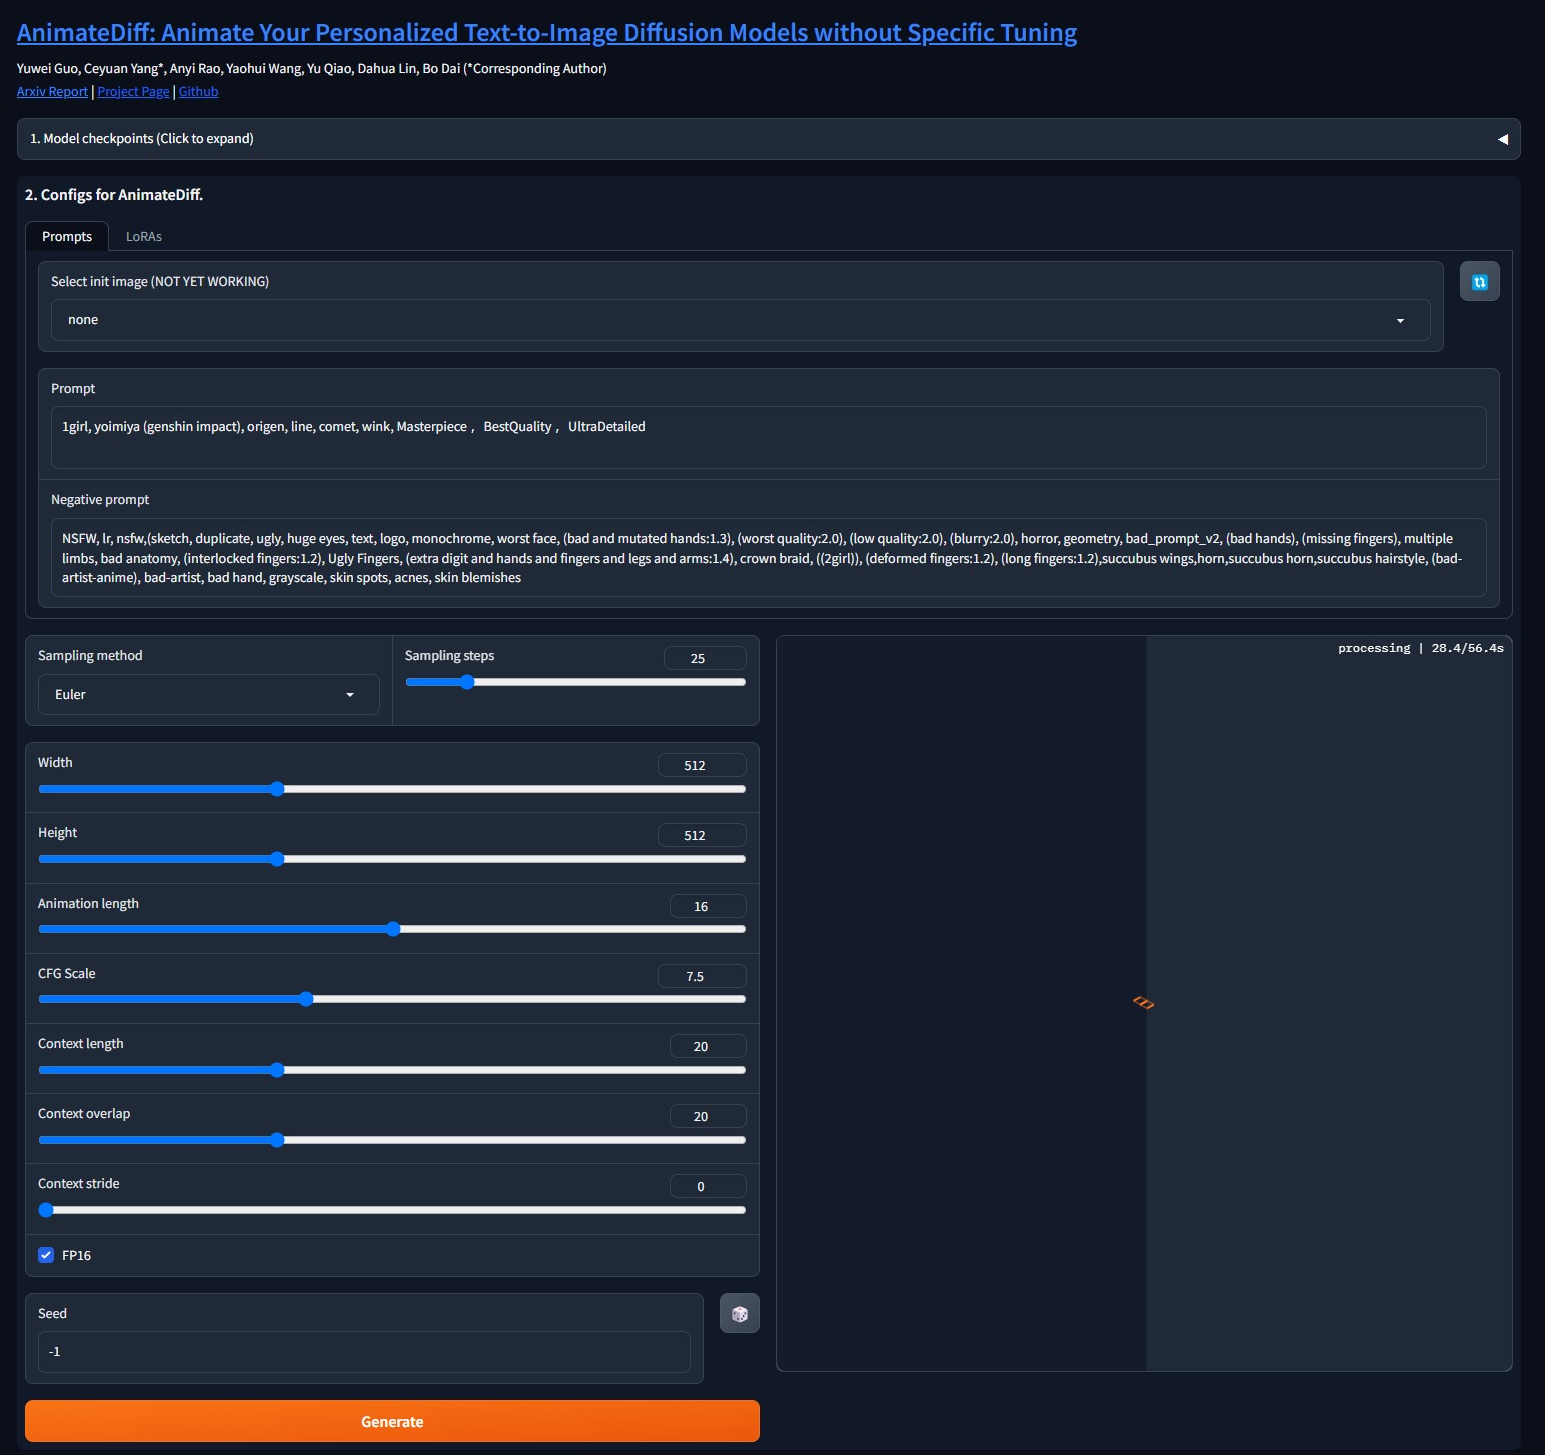 AnimateDiff: Animate Your Personalized Text-to-Image Diffusion Models without Specific Tuning
Yuwei Guo, Ceyuan Yang*, Anyi Rao, Yaohui Wang, Yu Qiao, Dahua Lin, Bo Dai (*Corresponding Author)
Arxiv Report | Project Page | Github
1. Model checkpoints (Click to expand)
2. Configs for AnimateDiff.
Prompts LoRAs
Select init image (NOT YET WORKING)
none
Prompt
1girl, yoimiya (genshin impact), origen, line, comet, wink, Masterpiece ，BestQuality ，UltraDetailed
Negative prompt
NSFW, lr, nsfw,(sketch, duplicate, ugly, huge eyes, text, logo, monochrome, worst face, (bad and mutated hands:1.3), (worst quality:2.0), (low quality:2.0), (blurry:2.0), horror, geometry, bad_prompt_v2, (bad hands), (missing fingers), multiple
limbs, bad anatomy, (interlocked fingers:1.2), Ugly Fingers, (extra digit and hands and fingers and legs and arms:1.4), crown braid, ((2girl)), (deformed fingers:1.2), (long fingers:1.2),succubus wings,horn,succubus horn,succubus hairstyle, (bad-
artist-anime), bad-artist, bad hand, grayscale, skin spots, acnes, skin blemishes
Sampling method
Euler
Sampling steps 25
processing | 28.4/56.4s
Width 512
Height 512
Animation length 16
CFG Scale 7.5
Context length 20
Context overlap 20
Context stride 0
FP16
Seed
-1
Generate